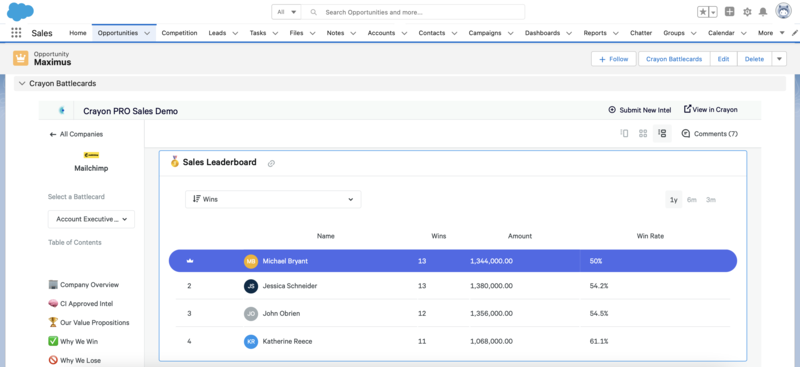 All
Search Opportunities and more...
Sales
Home
Opportunities
Competition
Leads
Tasks
Files
Notes
Accounts
Contacts
Campaigns
Dashboards
Reports
Chatter
Groups
Calendar
More
Opportunity
Maximus
Follow
Crayon Battlecards
Edit
Delete
Crayon Battlecards
Crayon PRO Sales Demo
Submit New Intel
View in Crayon
All Companies
Comments (7)
Mailchimp
Select a Battlecard
Account Executive ...
Table of Contents
Company Overview
CI Approved Intel
Our Value Propositions
Why We Win
Why We Lose
Sales Leaderboard
Wins
1y 6m 3m
Name Wins Amount Win Rate
MB Michael Bryant 13 1,344,000.00 50%
2 JS Jessica Schneider 13 1,380,000.00 54.2%
3 JO John Obrien 12 1,356,000.00 54.5%
4 KR Katherine Reece 11 1,068,000.00 61.1%